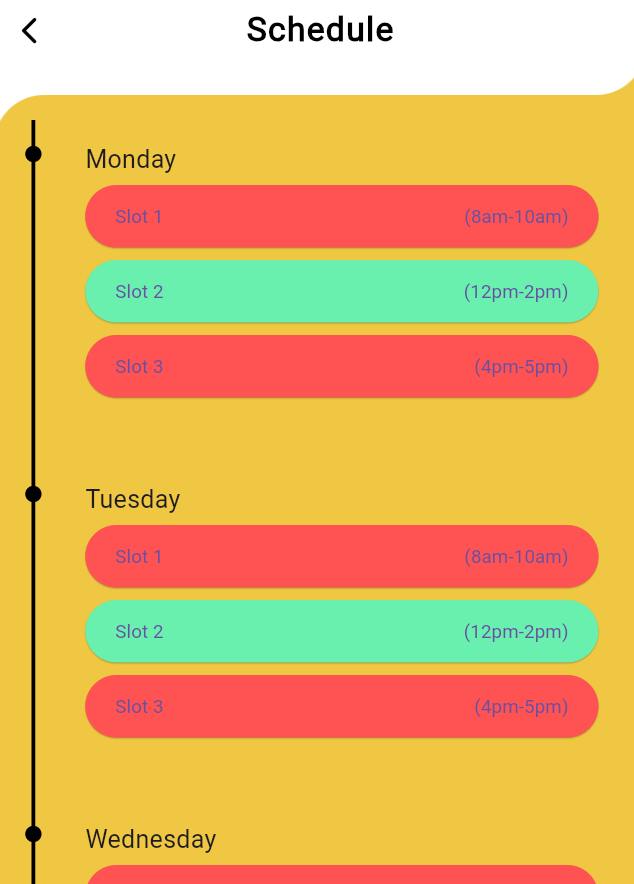 Schedule
Monday
Slot 1 (8am-10am)
Slot 2 (12pm-2pm)
Slot 3 (4pm-5pm)
Tuesday
Slot 1 (8am-10am)
Slot 2 (12pm-2pm)
Slot 3 (4pm-5pm)
Wednesday